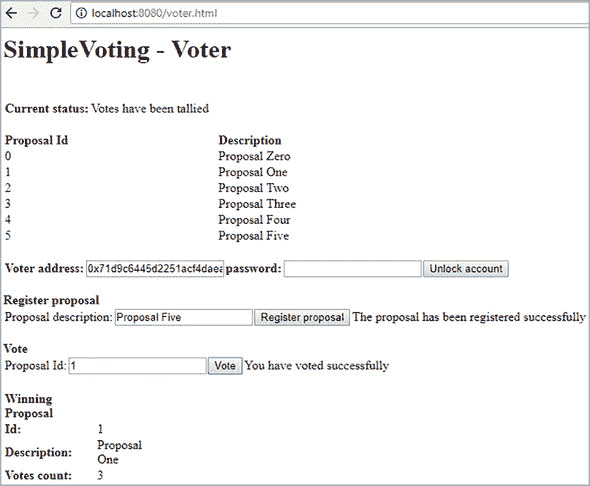 localhost:8080/voter.html
SimpleVoting - Voter
Current status: Votes have been tallied
Proposal Id Description
0 Proposal Zero
1 Proposal One
2 Proposal Two
3 Proposal Three
4 Proposal Four
5 Proposal Five
Voter address: 0x71d9c6445d2251acf4daea password: Unlock account
Register proposal
Proposal description: Proposal Five Register proposal The proposal has been registered successfully
Vote
Proposal Id: 1 Vote You have voted successfully
Winning
Proposal
Id: 1
Description: Proposal
One
Votes count: 3